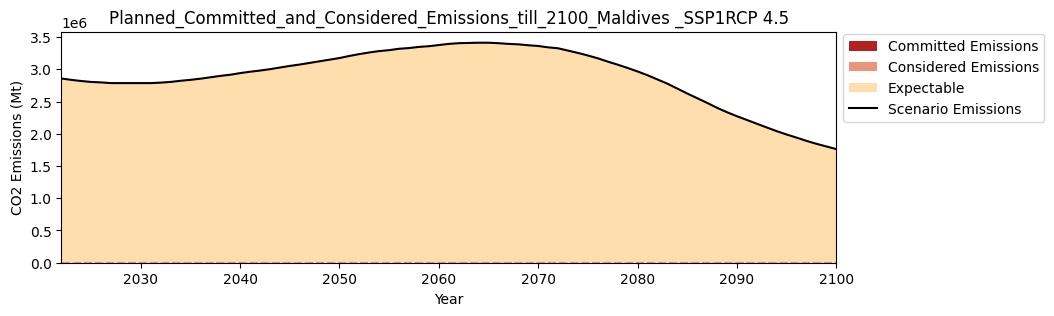 Planned_Committed_and_Considered_Emissions_till_2100_Maldives _SSP1RCP 4.5
1e6
3.5
3.0
2.5
2.0
1.5
1.0
0.5
0.0
CO2 Emissions (Mt)
2030 2040 2050 2060 2070 2080 2090 2100
Year
Committed Emissions
Considered Emissions
Expectable
Scenario Emissions